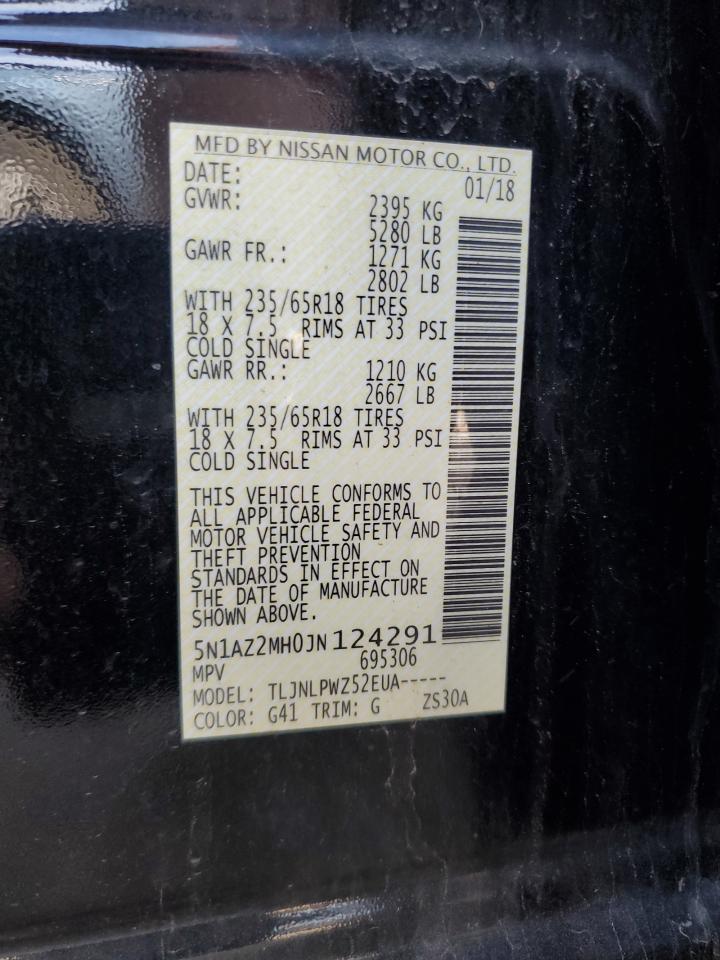 MFD BY NISSAN MOTOR CO., LTD.
DATE: 01/18
GVWR: 2395 KG
5280 LB
GAWR FR.: 1271 KG
2802 LB
WITH 235/65R18 TIRES
18 X 7.5 RIMS AT 33 PSI
COLD SINGLE
GAWR RR.: 1210 KG
2667 LB
WITH 235/65R18 TIRES
18 X 7.5 RIMS AT 33 PSI
COLD SINGLE
THIS VEHICLE CONFORMS TO
ALL APPLICABLE FEDERAL
MOTOR VEHICLE SAFETY AND
THEFT PREVENTION
STANDARDS IN EFFECT ON
THE DATE OF MANUFACTURE
SHOWN ABOVE.
5N1AZ2MH0JN124291
MPV 695306
MODEL: TLJNLPWZ52EUA-----
COLOR: G41 TRIM: G ZS30A